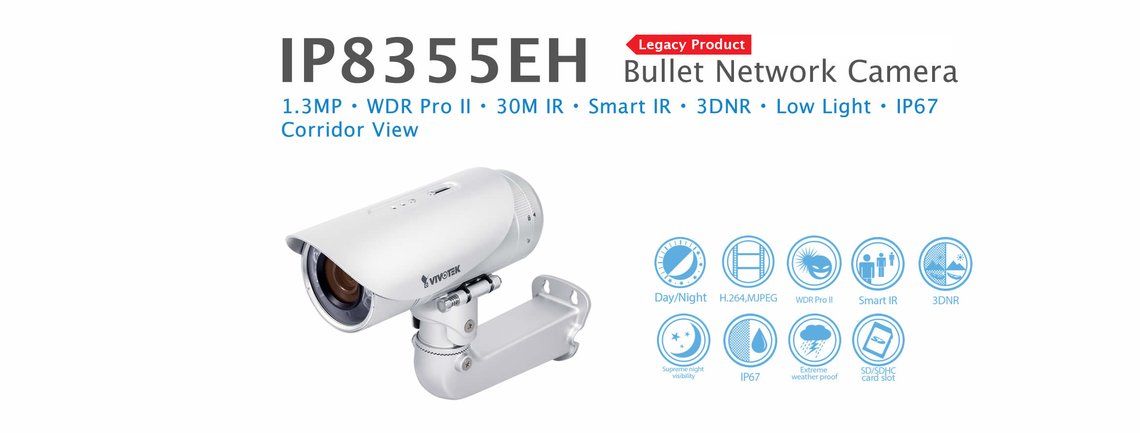 IP8355EH
Legacy Product
Bullet Network Camera
1.3MP • WDR Pro II • 30M IR • Smart IR • 3DNR • Low Light • IP67
Corridor View
VIVOTEK
Day/Night
H.264,MJPEG
WDR Pro II
Smart IR
3DNR
Supreme night
visibility
IP67
Extreme
weather proof
SD
SD/SDHC
card slot